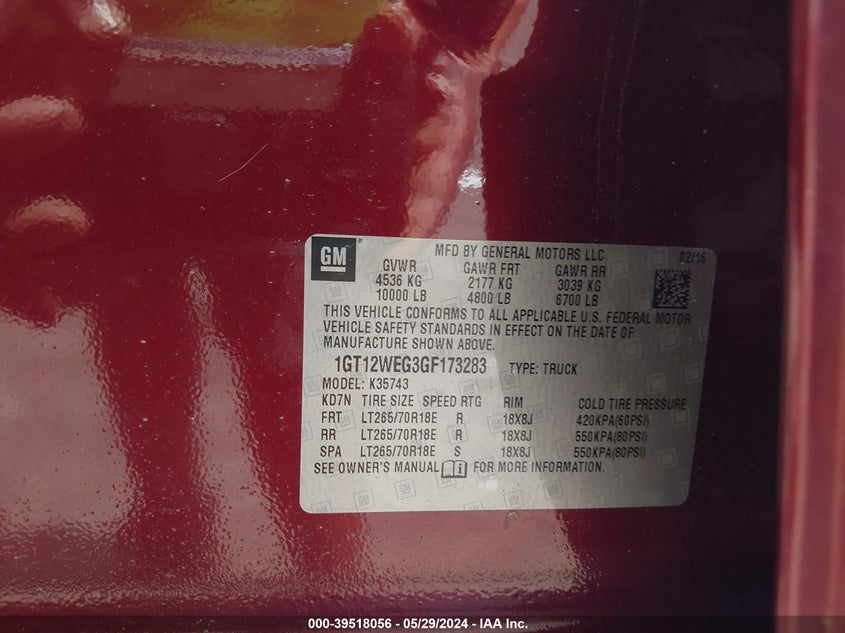 GM
MFD BY GENERAL MOTORS LLC 02/16
GVWR GAWR FRT GAWR RR
4536 KG 2177 KG 3039 KG
10000 LB 4800 LB 6700 LB
THIS VEHICLE CONFORMS TO ALL APPLICABLE U.S. FEDERAL MOTOR
VEHICLE SAFETY STANDARDS IN EFFECT ON THE DATE OF
MANUFACTURE SHOWN ABOVE.
1GT12WEG3GF173283 TYPE: TRUCK
MODEL: K35743
KD7N TIRE SIZE SPEED RTG RIM COLD TIRE PRESSURE
FRT LT265/70R18E R 18X8J 420KPA(60PSI)
RR LT265/70R18E R 18X8J 550KPA(80PSI)
SPA LT265/70R18E S 18X8J 550KPA(80PSI)
SEE OWNER'S MANUAL FOR MORE INFORMATION.
000-39518056 - 05/29/2024 - IAA Inc.